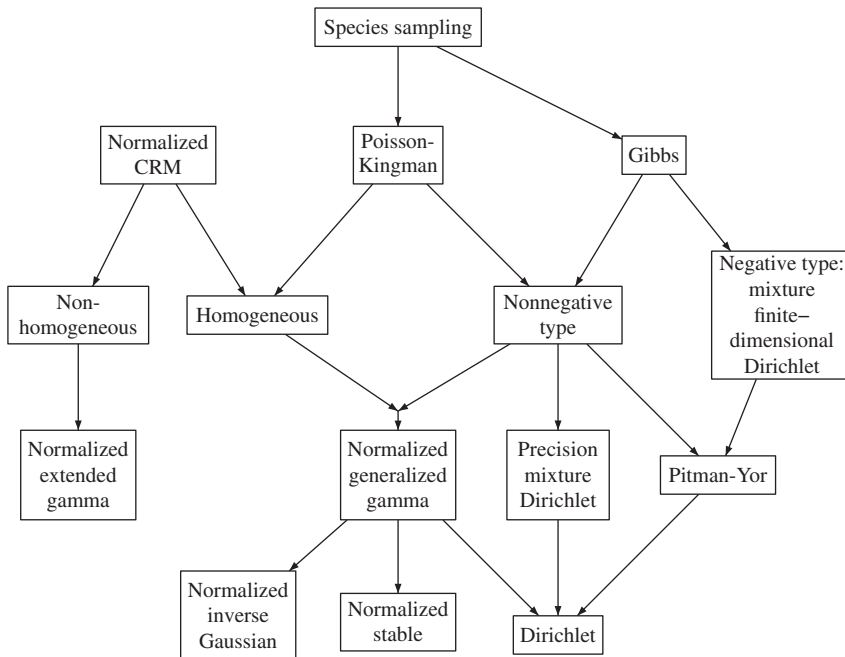 Species sampling
Normalized
CRM
Poisson-
Kingman
Gibbs
Non-
homogeneous
Homogeneous
Nonnegative
type
Negative type:
mixture
finite–
dimensional
Dirichlet
Normalized
extended
gamma
Normalized
generalized
gamma
Precision
mixture
Dirichlet
Pitman-Yor
Normalized
inverse
Gaussian
Normalized
stable
Dirichlet